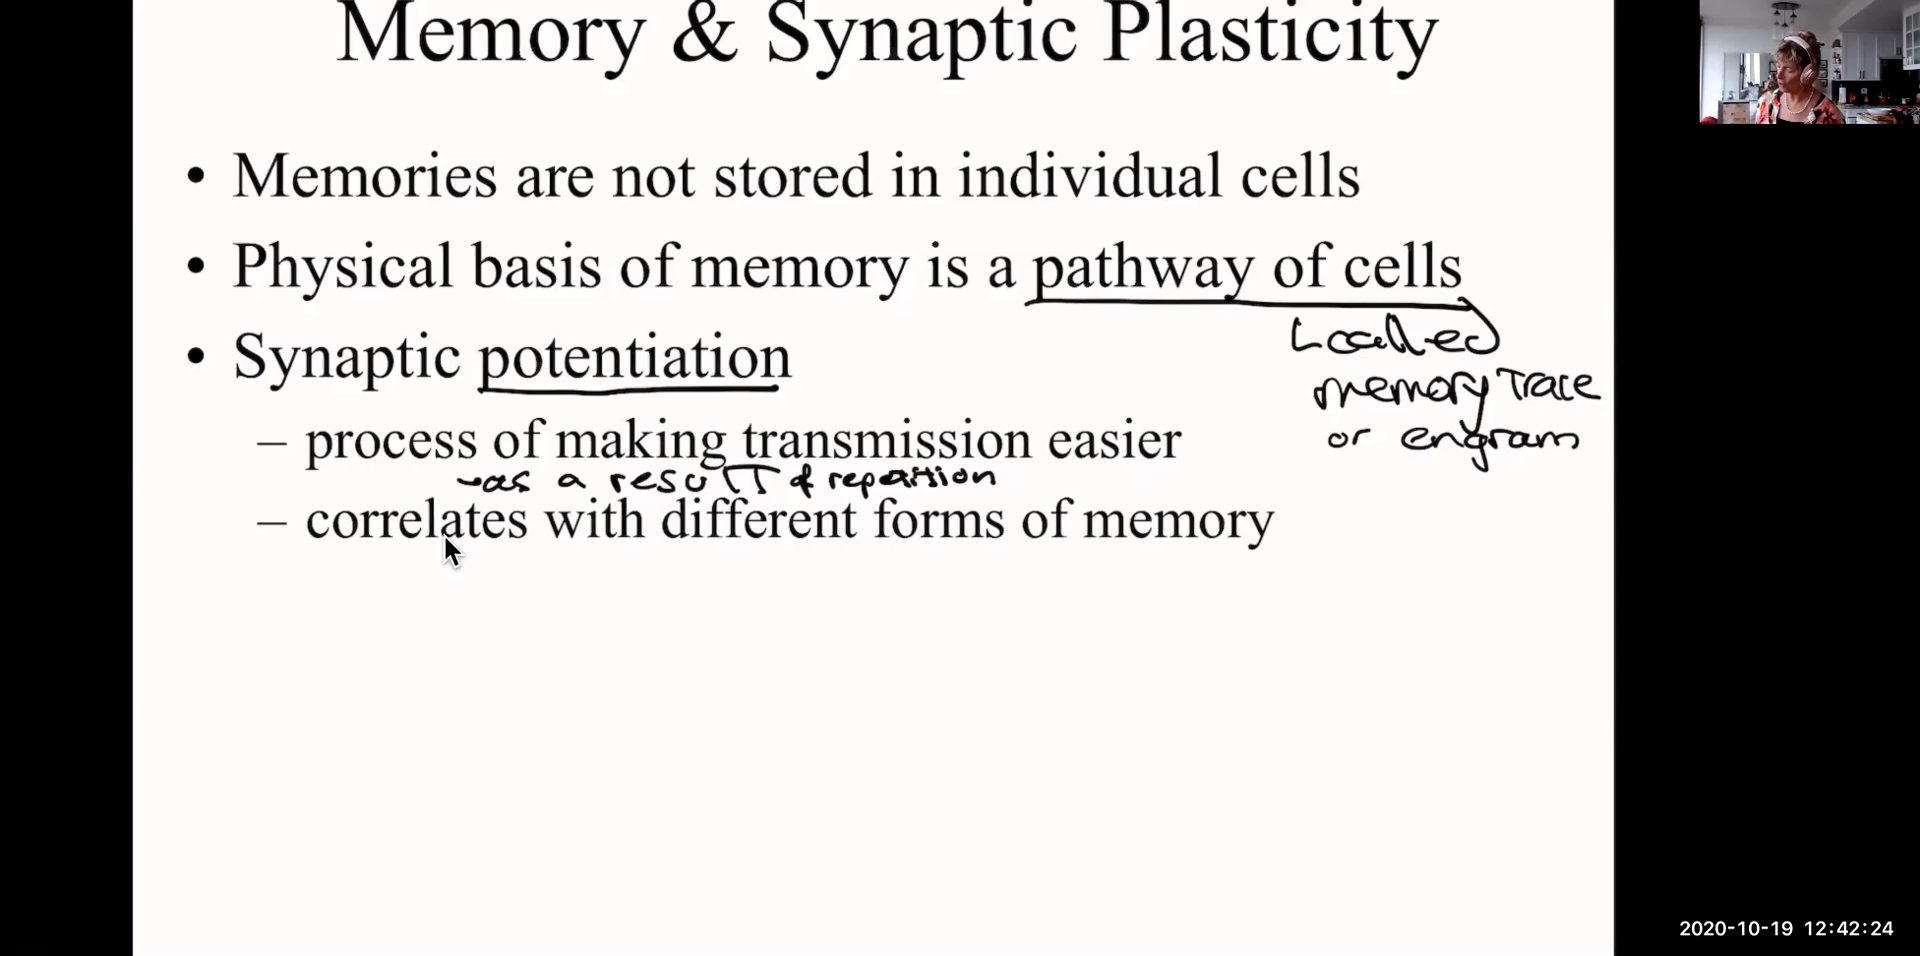 Memory & Synaptic Plasticity
• Memories are not stored in individual cells
• Physical basis of memory is a pathway of cells
• Synaptic potentiation
called
memory Trace
or engram
– process of making transmission easier
as a result of repetition
– correlates with different forms of memory
2020-10-19 12:42:24